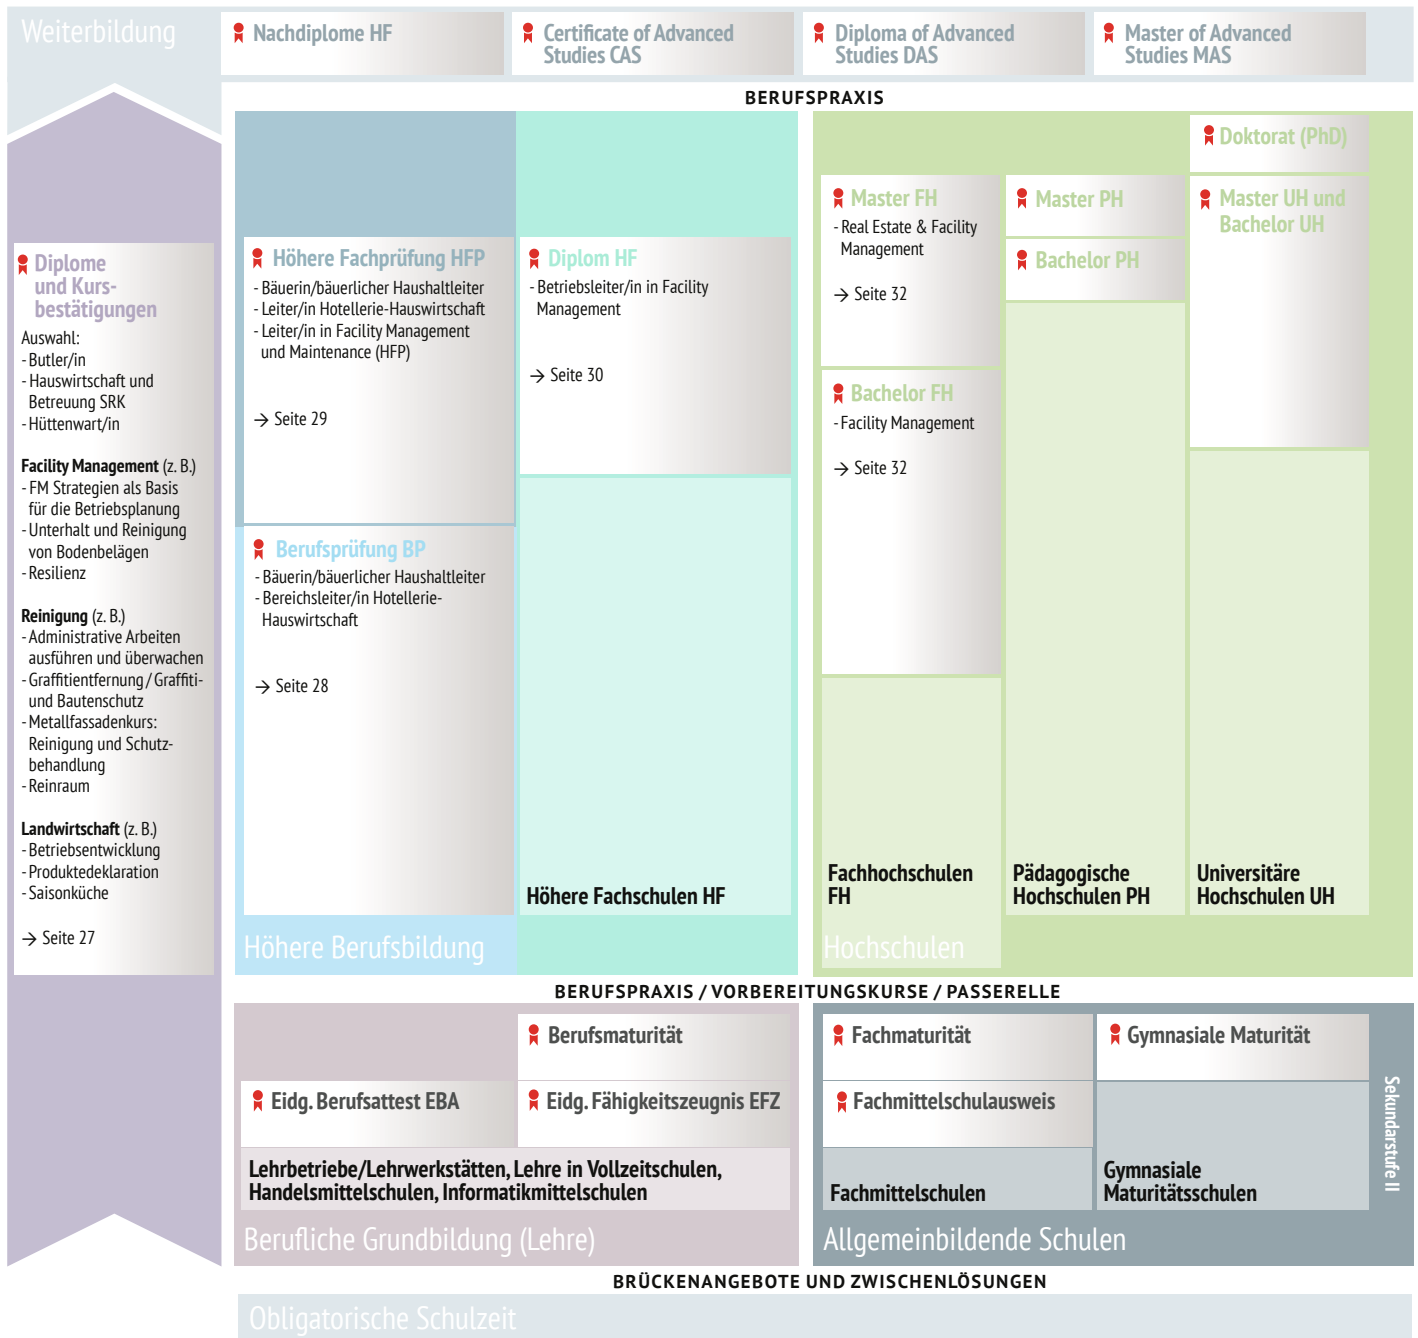 Weiterbildung
Nachdiplome HF
Certificate of Advanced
Studies CAS
Diploma of Advanced
Studies DAS
Master of Advanced
Studies MAS
BERUFSPRAXIS
Diplome
und Kurs-
bestätigungen
Auswahl:
- Butler/in
- Hauswirtschaft und
Betreuung SRK
- Hüttenwart/in
Facility Management (z. B.)
- FM Strategien als Basis
für die Betriebsplanung
- Unterhalt und Reinigung
von Bodenbelägen
- Resilienz
Reinigung (z. B.)
- Administrative Arbeiten
ausführen und überwachen
- Graffitientfernung / Graffiti-
und Bautenschutz
- Metallfassadenkurs:
Reinigung und Schutz-
behandlung
- Reinraum
Landwirtschaft (z. B.)
- Betriebsentwicklung
- Produktedeklaration
- Saisonküche
→ Seite 27
Höhere Fachprüfung HFP
- Bäuerin/bäuerlicher Haushaltleiter
- Leiter/in Hotellerie-Hauswirtschaft
- Leiter/in in Facility Management
und Maintenance (HFP)
→ Seite 29
Berufsprüfung BP
- Bäuerin/bäuerlicher Haushaltleiter
- Bereichsleiter/in Hotellerie-
Hauswirtschaft
→ Seite 28
Diplom HF
- Betriebsleiter/in in Facility
Management
→ Seite 30
Höhere Fachschulen HF
Höhere Berufsbildung
Master FH
- Real Estate & Facility
Management
→ Seite 32
Bachelor FH
- Facility Management
→ Seite 32
Fachhochschulen
FH
Master PH
Bachelor PH
Pädagogische
Hochschulen PH
Doktorat (PhD)
Master UH und
Bachelor UH
Universitäre
Hochschulen UH
Hochschulen
BERUFSPRAXIS / VORBEREITUNGSKURSE / PASSERELLE
Berufsmaturität
Eidg. Berufsattest EBA
Eidg. Fähigkeitszeugnis EFZ
Lehrbetriebe/Lehrwerkstätten, Lehre in Vollzeitschulen,
Handelsmittelschulen, Informatikmittelschulen
Berufliche Grundbildung (Lehre)
Fachmaturität
Gymnasiale Maturität
Fachmittelschulausweis
Fachmittelschulen
Gymnasiale
Maturitätsschulen
Allgemeinbildende Schulen
Sekundarstufe II
BRÜCKENANGEBOTE UND ZWISCHENLÖSUNGEN
Obligatorische Schulzeit